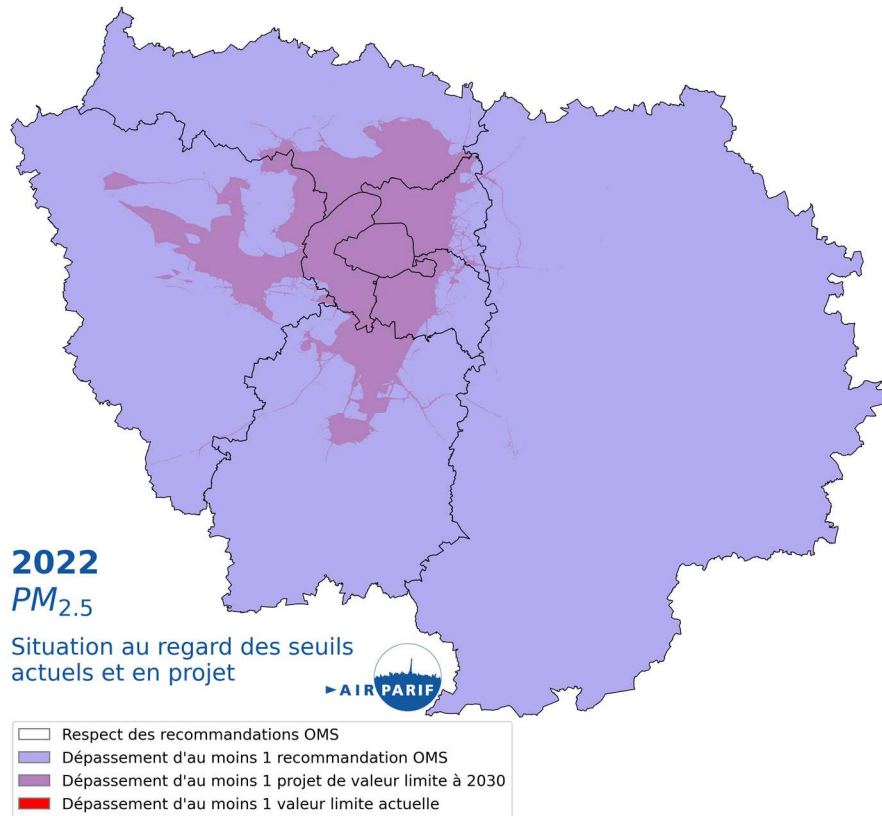 2022
PM2.5
Situation au regard des seuils
actuels et en projet
►AIRPARIF
Respect des recommandations OMS
Dépassement d'au moins 1 recommandation OMS
Dépassement d'au moins 1 projet de valeur limite à 2030
Dépassement d'au moins 1 valeur limite actuelle